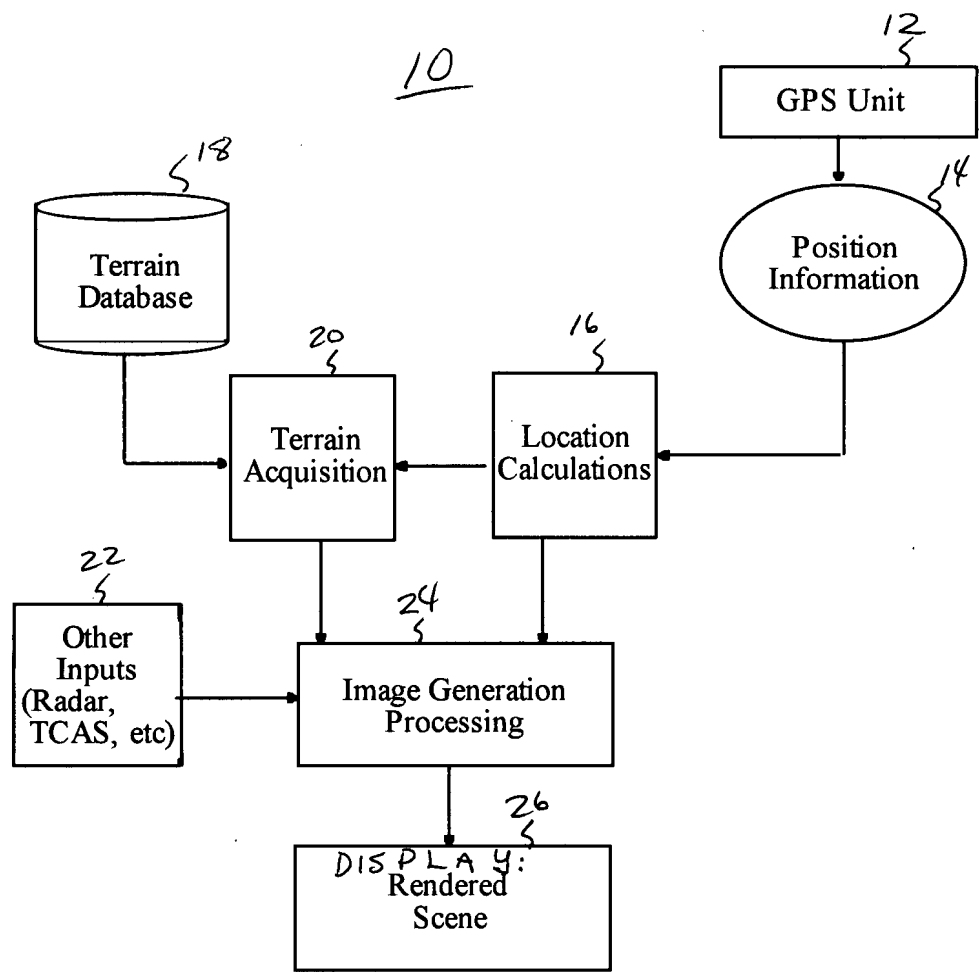 10
12
GPS Unit
18
14
Terrain
Database
Position
Information
20
16
Terrain
Acquisition
Location
Calculations
22
Other
Inputs
(Radar,
TCAS, etc)
24
Image Generation
Processing
26
DISPLAY:
Rendered
Scene